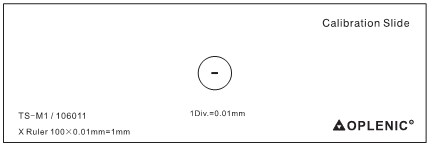 Calibration Slide
1Div.=0.01mm
TS-M1 / 106011
X Ruler 100×0.01mm=1mm
OPLENIC